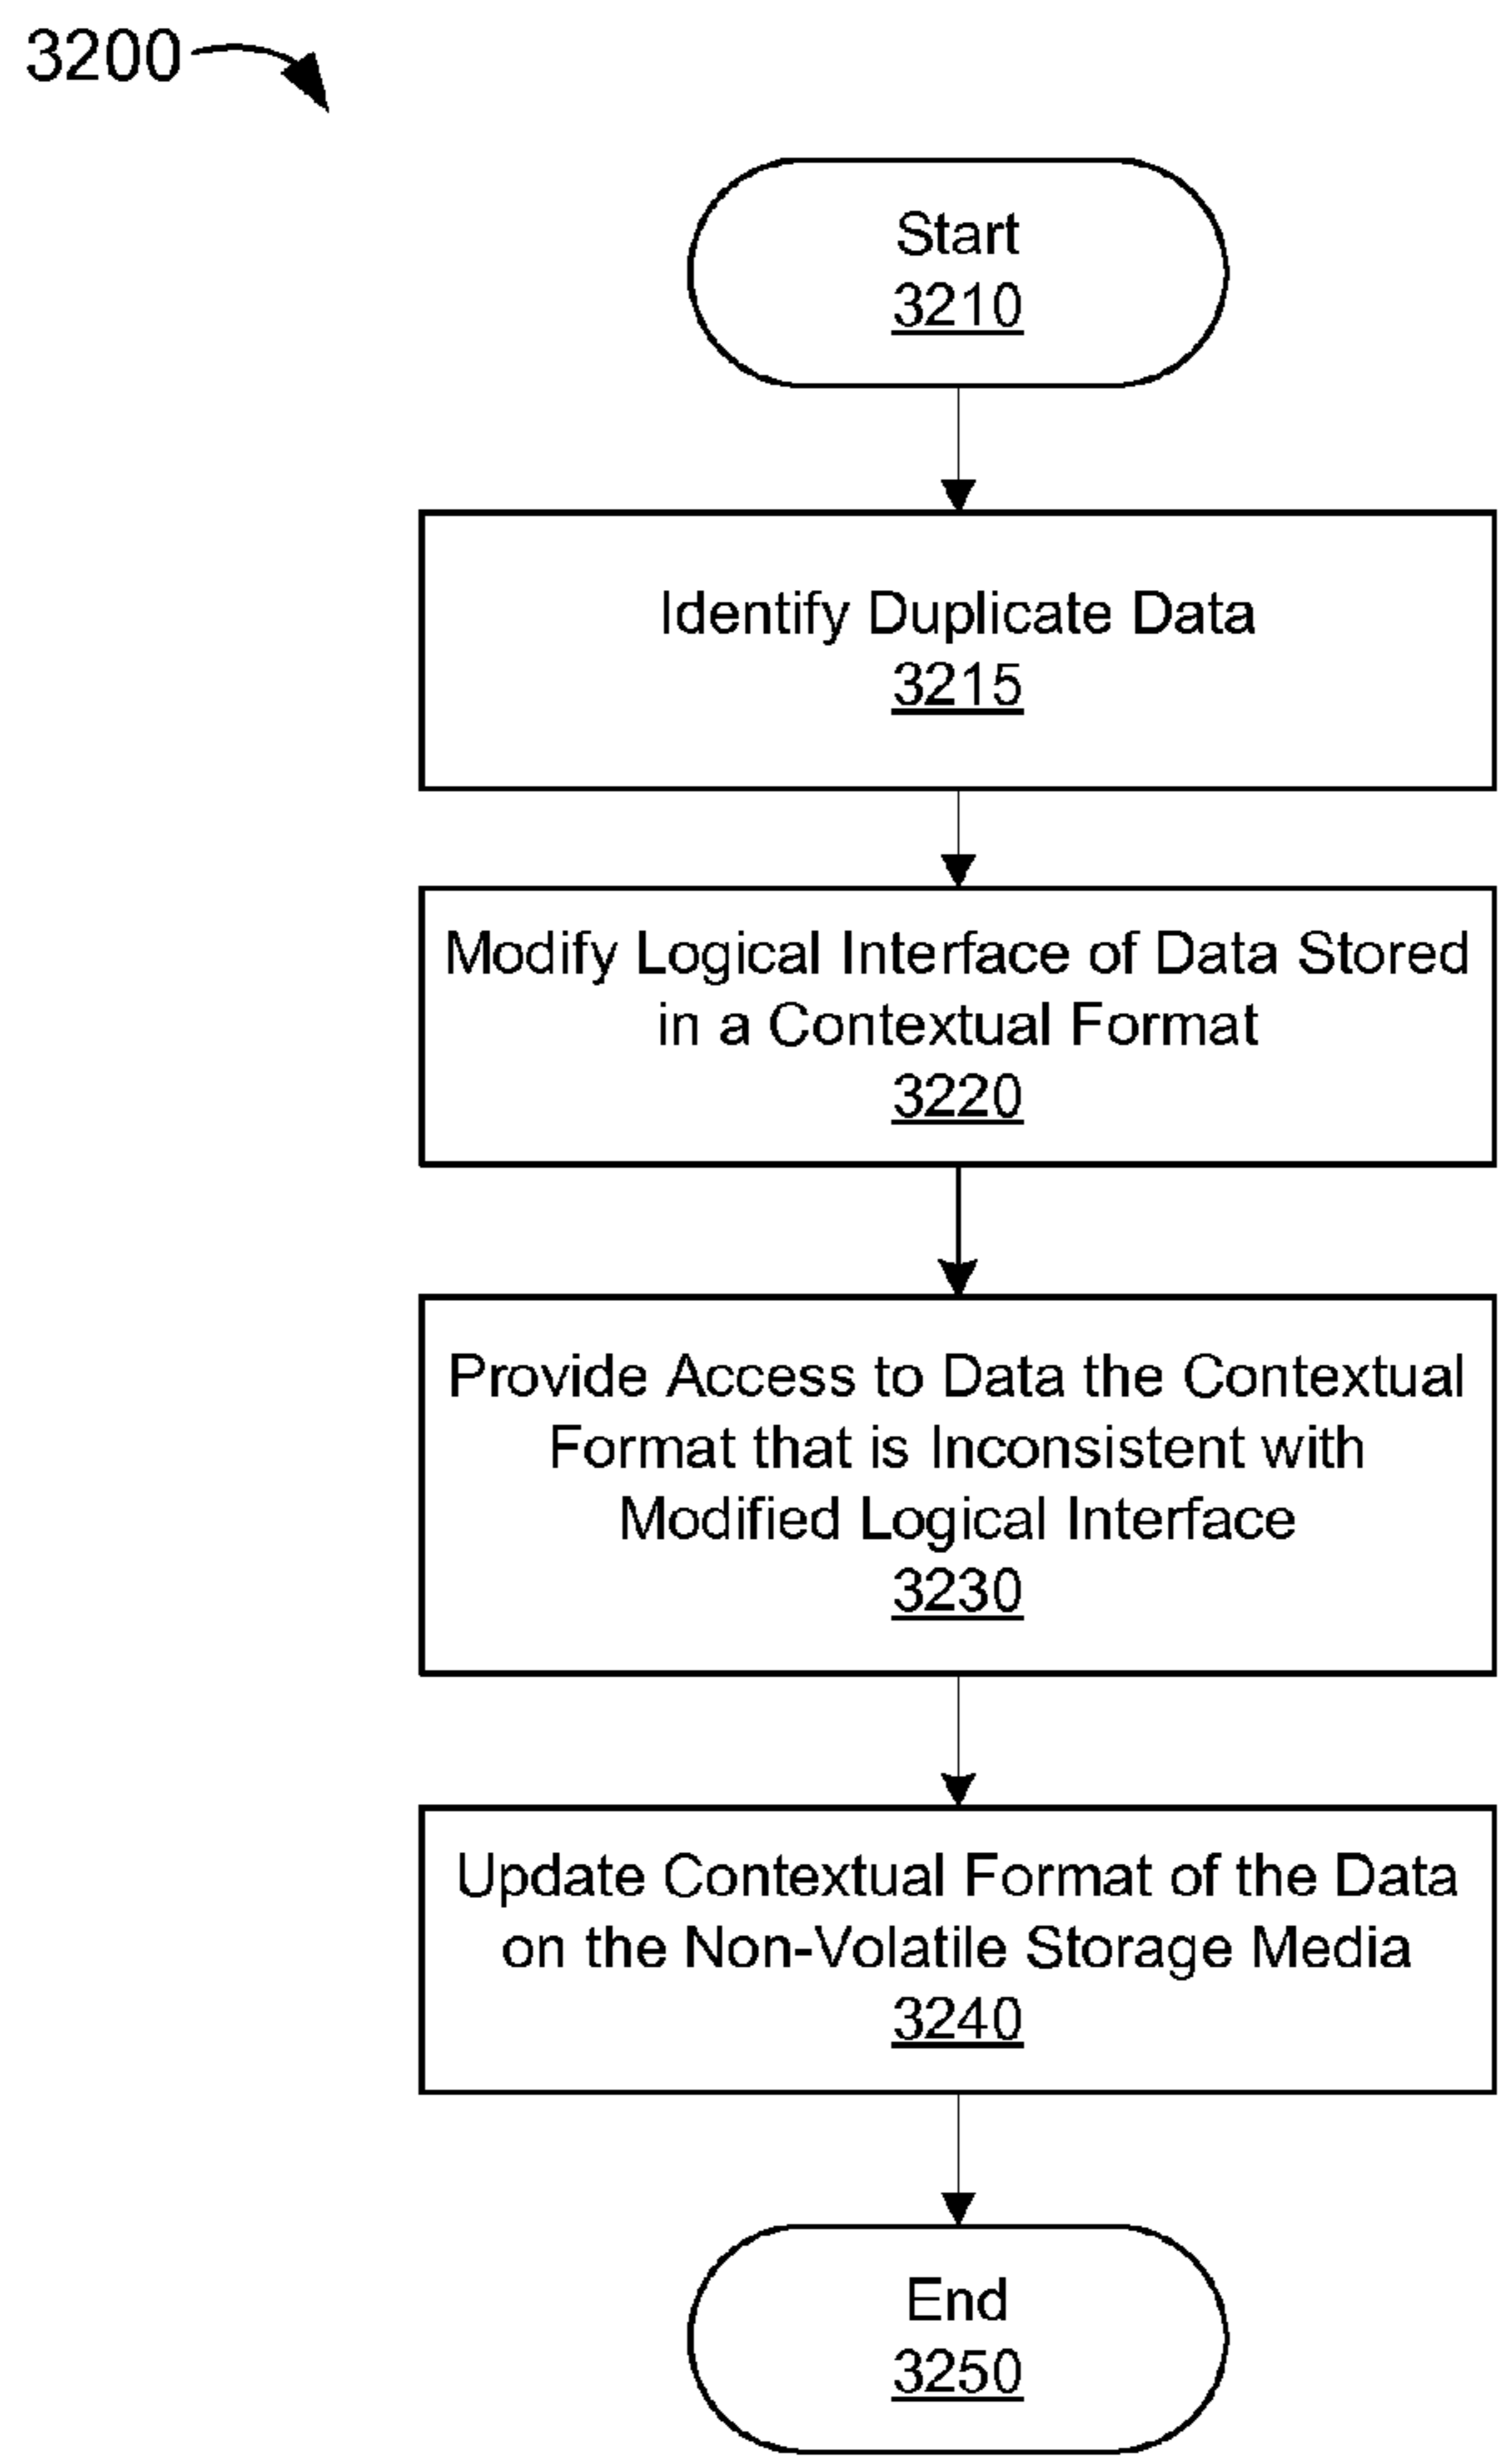 3200
Start
3210
Identify Duplicate Data
3215
Modify Logical Interface of Data Stored
in a Contextual Format
3220
Provide Access to Data the Contextual
Format that is Inconsistent with
Modified Logical Interface
3230
Update Contextual Format of the Data
on the Non-Volatile Storage Media
3240
End
3250